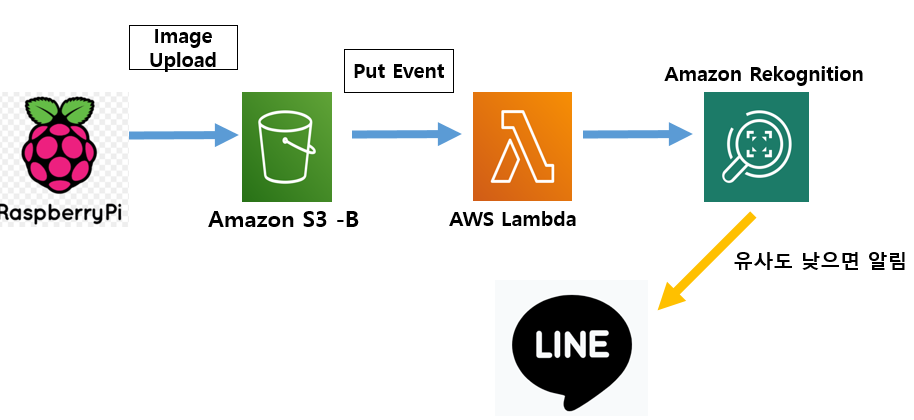 Image
Upload
Put Event
Amazon Rekognition
RaspberryPi
Amazon S3 -B
AWS Lambda
유사도 낮으면 알림
LINE